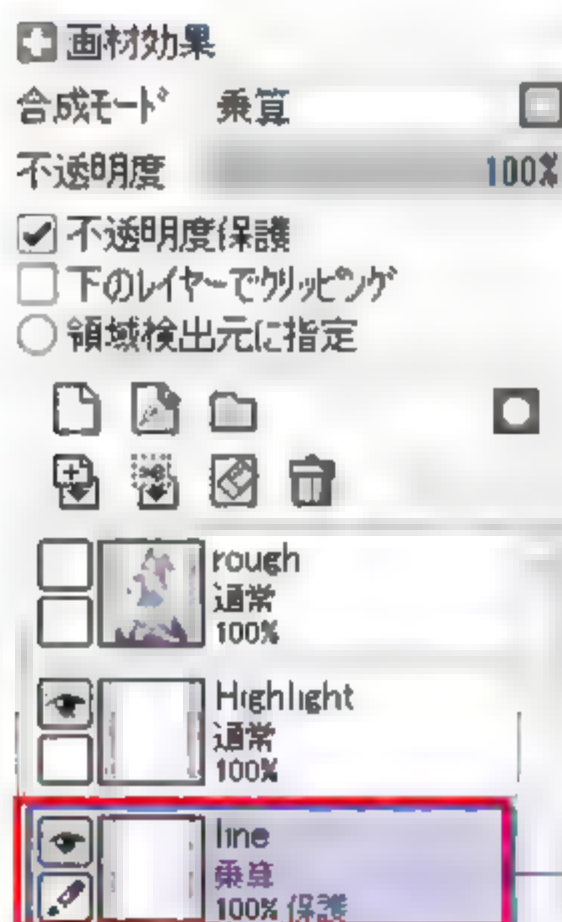 画材効果
合成モード 乗算
不透明度 100%
不透明度保護
下のレイヤーでクリッピング
領域検出元に指定
rough
通常
100%
Highlight
通常
100%
line
乗算
100% 保護